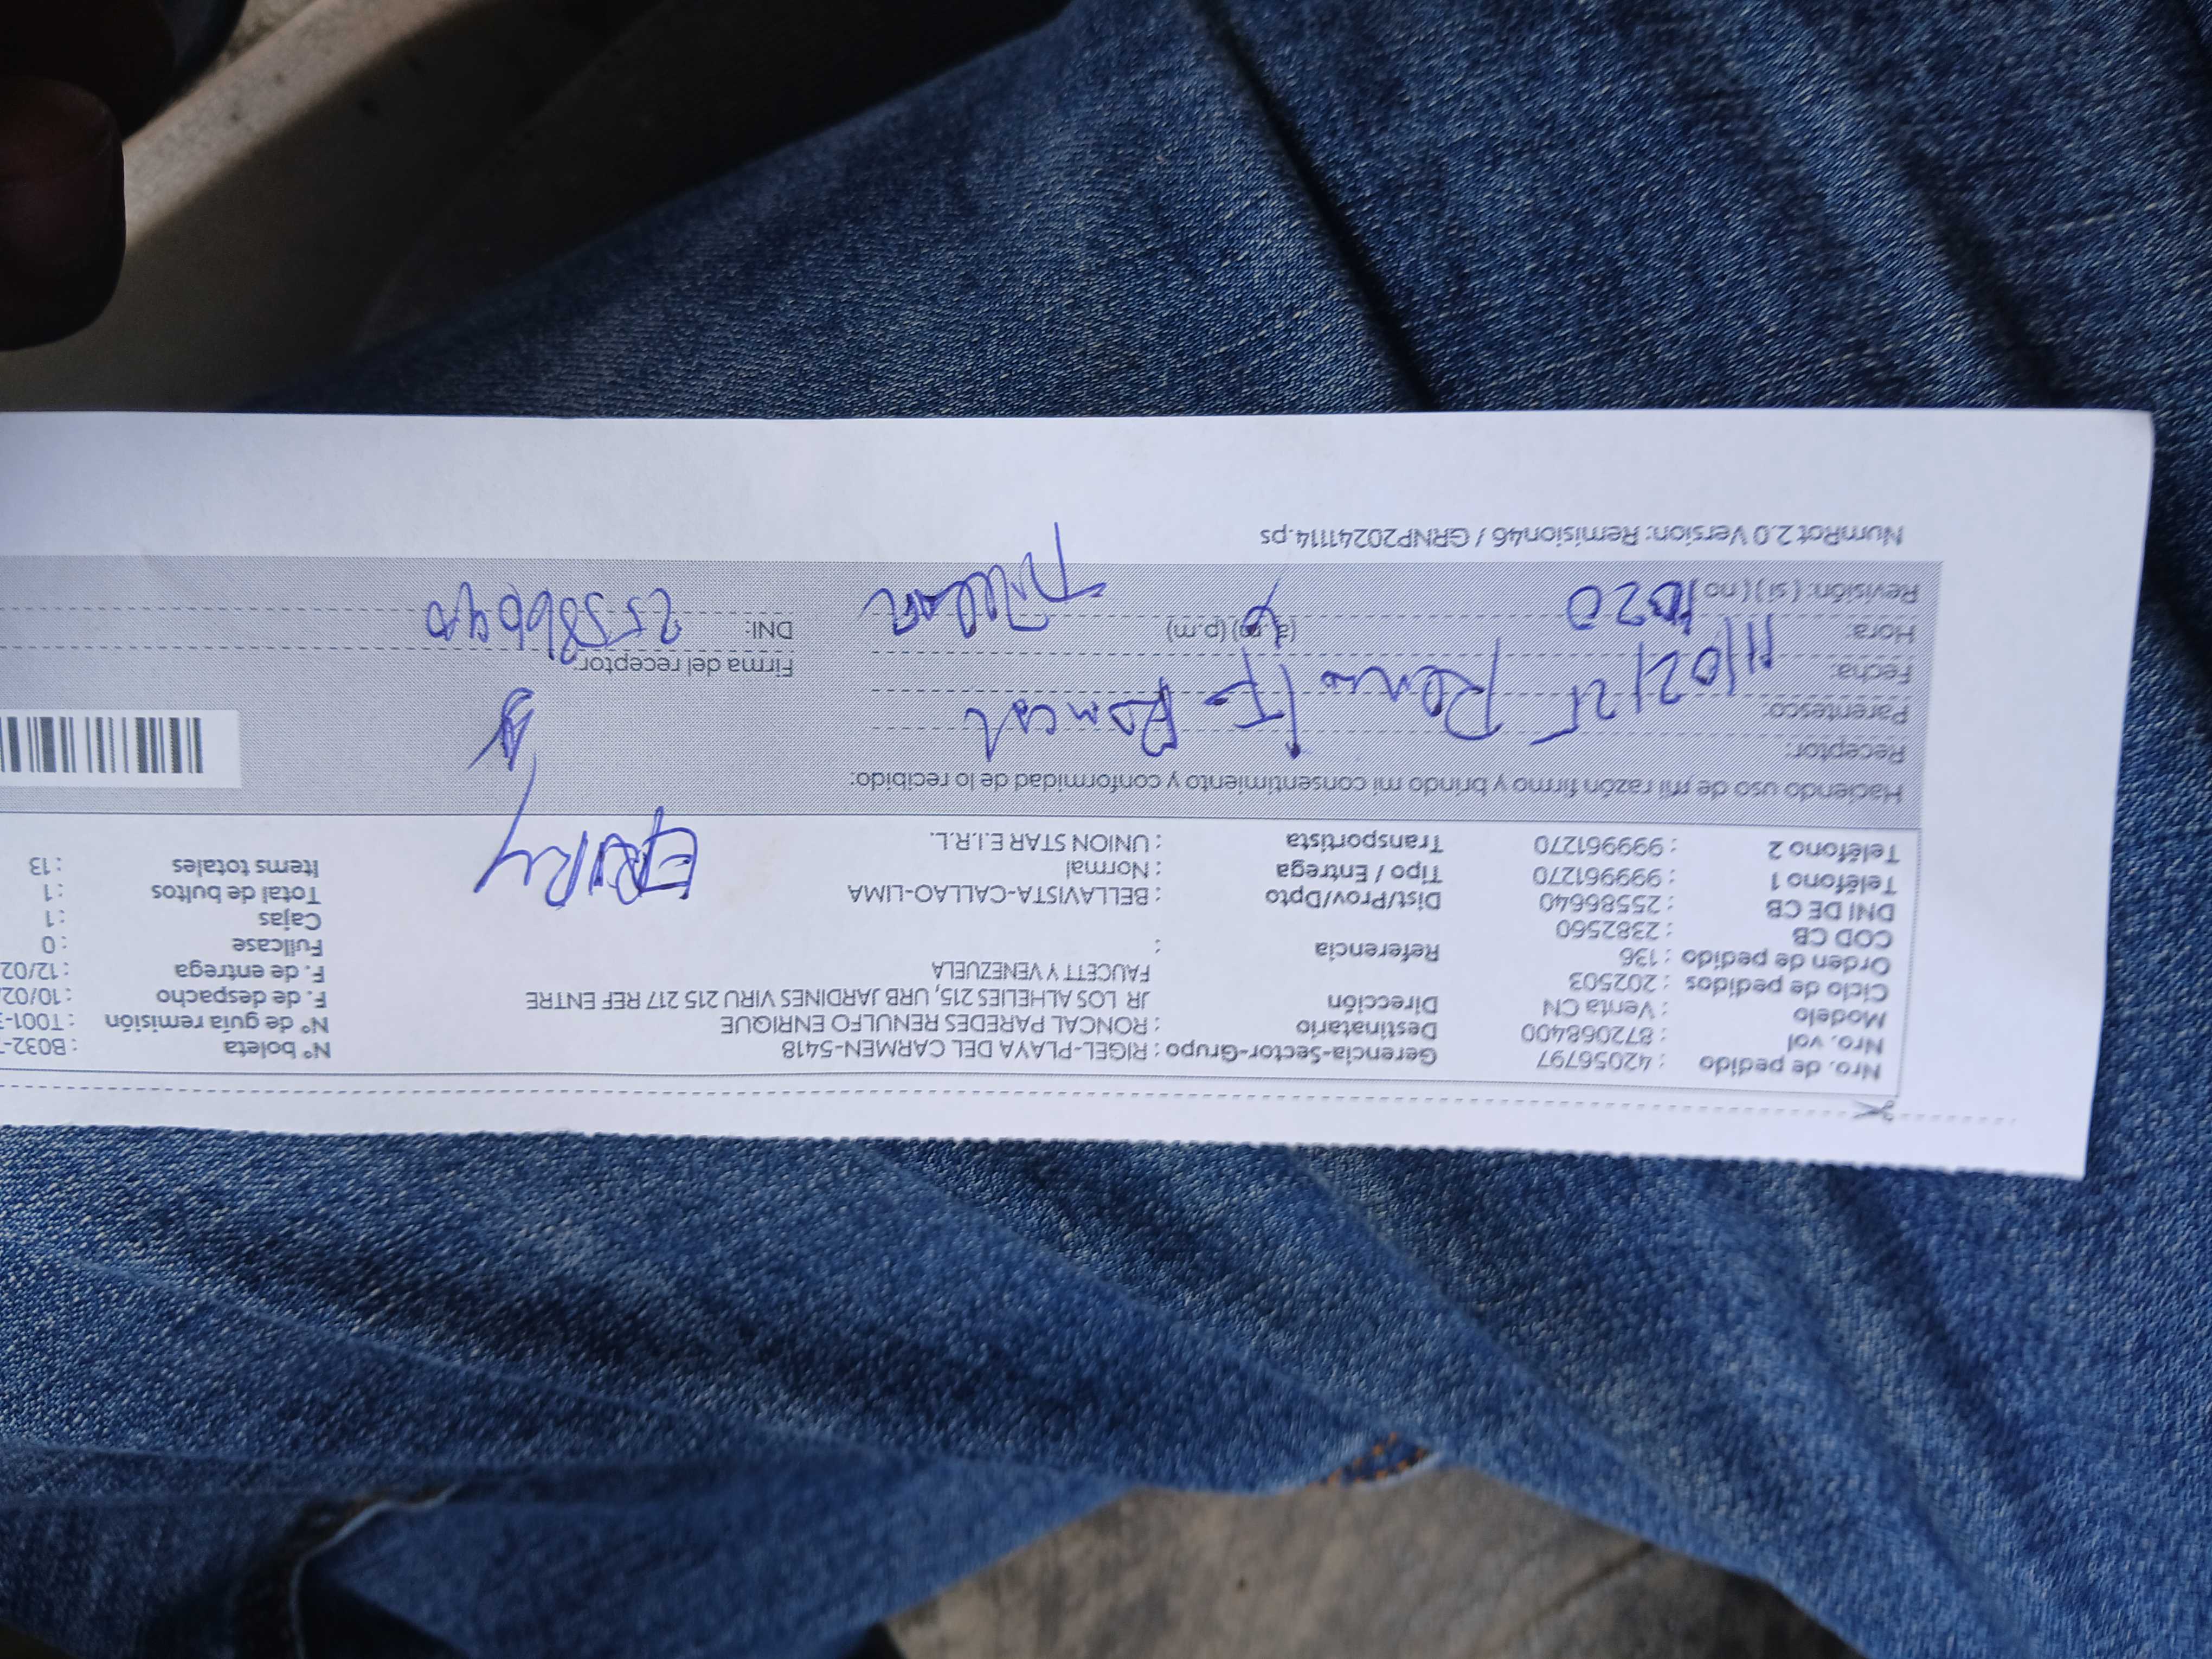 Nro. de pedido : 42056797 Gerencia-Sector-Grupo : RIGEL-PLAYA DEL CARMEN-5418 N° boleta : B032-
Nro. vol : 872068400 Destinatario : RONCAL PAREDES RENULFO ENRIQUE N° de guía remisión : T001-
Modelo : Venta CN Dirección JR LOS ALHELIES 215, URB JARDINES VIRU 215 217 REF ENTRE F. de despacho : 10/02
Ciclo de pedidos : 202503 FAUCETT Y VENEZUELA F. de entrega : 12/02
Orden de pedido : 136 Referencia : Fullcase : 0
COD CB : 2382560 Cajas : 1
DNI DE CB : 25586640 Dist/Prov/Dpto : BELLAVISTA-CALLAO-LIMA Total de bultos : 1
Teléfono 1 : 999961270 Tipo / Entrega : Normal Items totales : 13
Teléfono 2 : 999961270 Transportista : UNION STAR E.I.R.L.
Haciendo uso de mi razón firmo y brindo mi consentimiento y conformidad de lo recibido:
Receptor: Roncal
Parentesco:
Fecha: 11/02/25 Firma del receptor:
Hora: 1020 (a.m) (p.m) DNI: 25586640
Revisión: ( si ) ( no )
NumRot 2.0 Version: Remision46 / GRNP20241114.ps